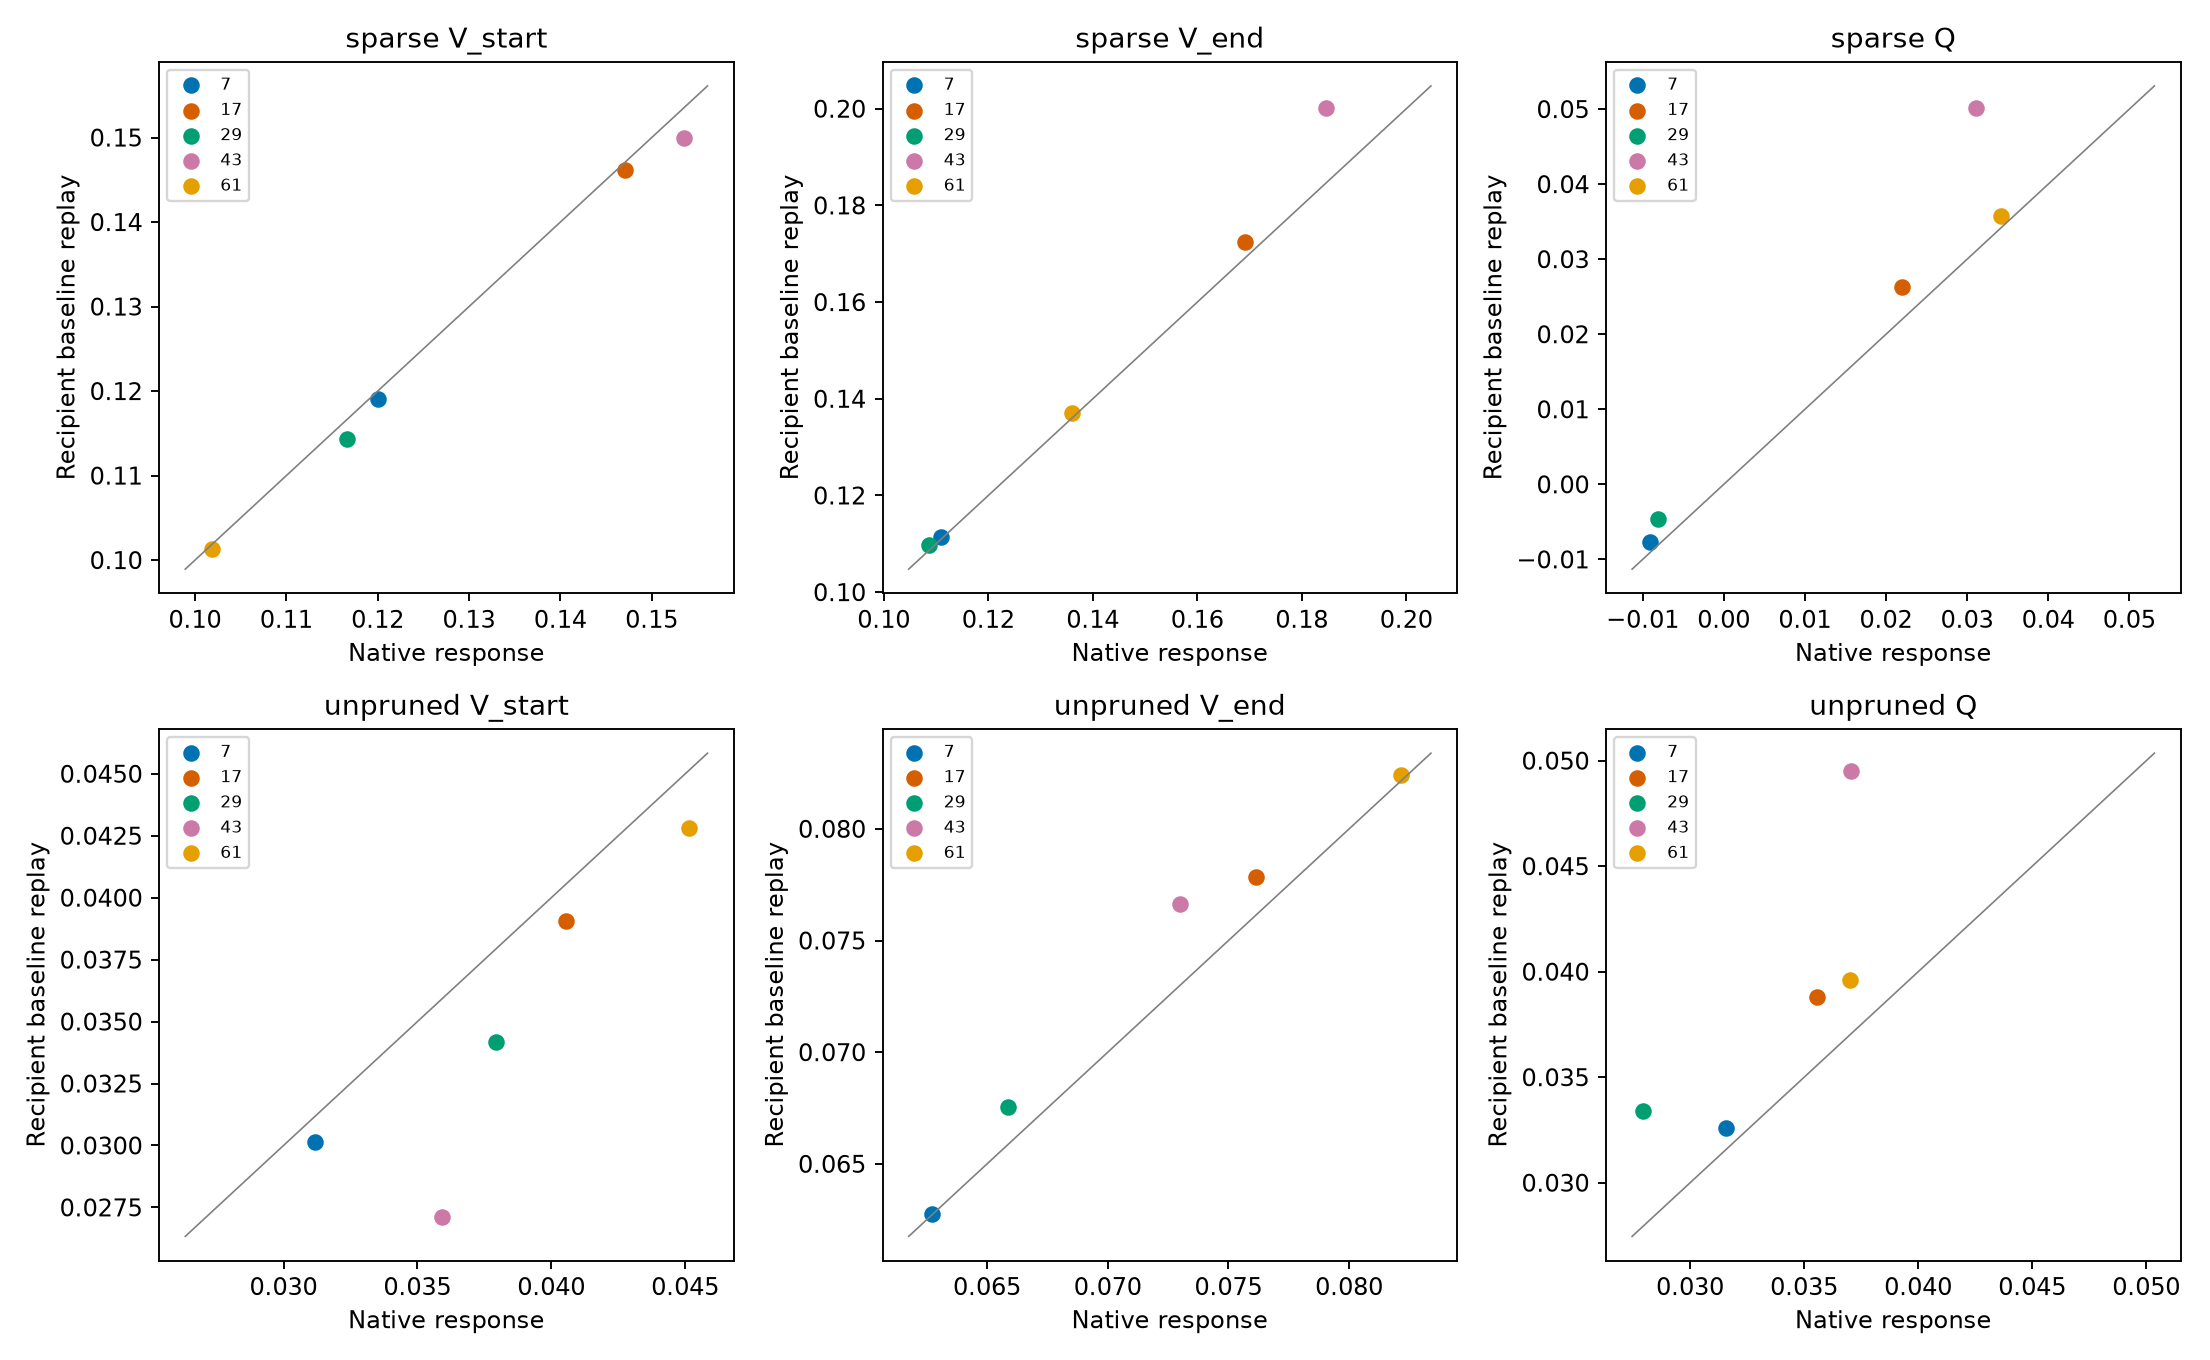 sparse V_start
7
17
29
43
61
0.15
0.14
0.13
0.12
0.11
0.10
Recipient baseline replay
0.10 0.11 0.12 0.13 0.14 0.15
Native response
sparse V_end
7
17
29
43
61
0.20
0.18
0.16
0.14
0.12
0.10
Recipient baseline replay
0.10 0.12 0.14 0.16 0.18 0.20
Native response
sparse Q
7
17
29
43
61
0.05
0.04
0.03
0.02
0.01
0.00
−0.01
Recipient baseline replay
−0.01 0.00 0.01 0.02 0.03 0.04 0.05
Native response
unpruned V_start
7
17
29
43
61
0.0450
0.0425
0.0400
0.0375
0.0350
0.0325
0.0300
0.0275
Recipient baseline replay
0.030 0.035 0.040 0.045
Native response
unpruned V_end
7
17
29
43
61
0.080
0.075
0.070
0.065
Recipient baseline replay
0.065 0.070 0.075 0.080
Native response
unpruned Q
7
17
29
43
61
0.050
0.045
0.040
0.035
0.030
Recipient baseline replay
0.030 0.035 0.040 0.045 0.050
Native response